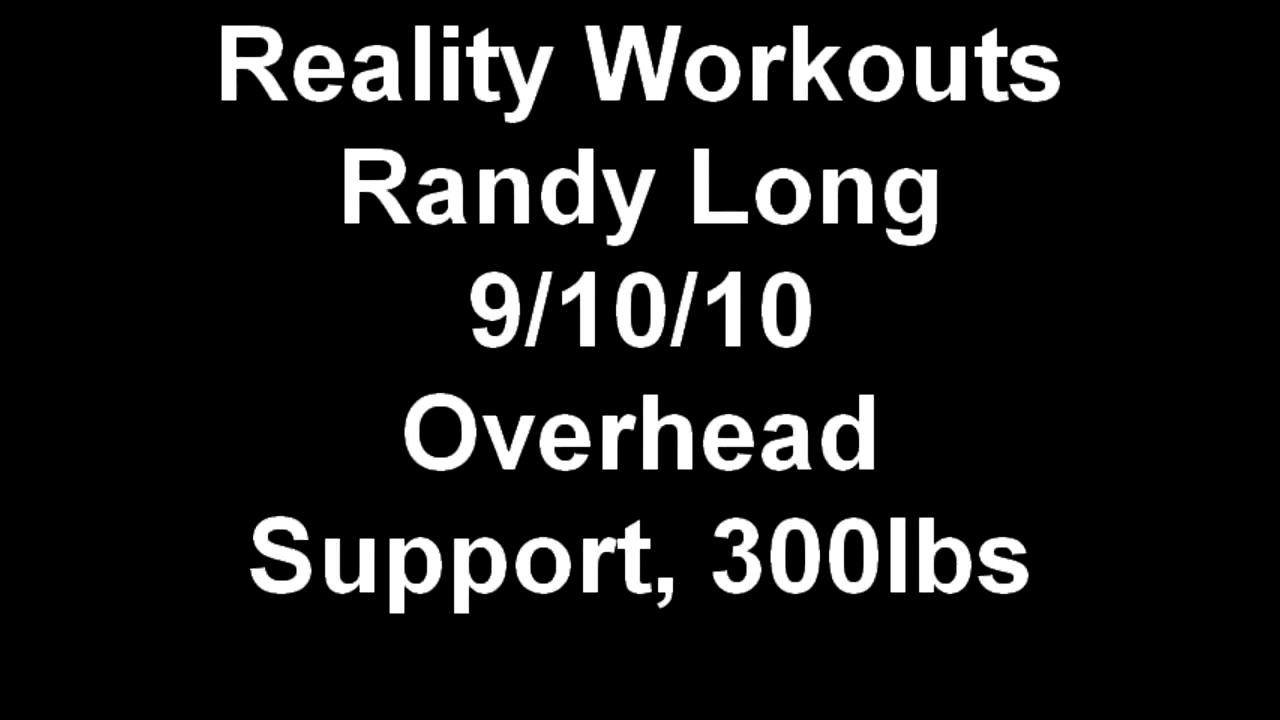 Reality Workouts
Randy Long
9/10/10
Overhead
Support, 300lbs